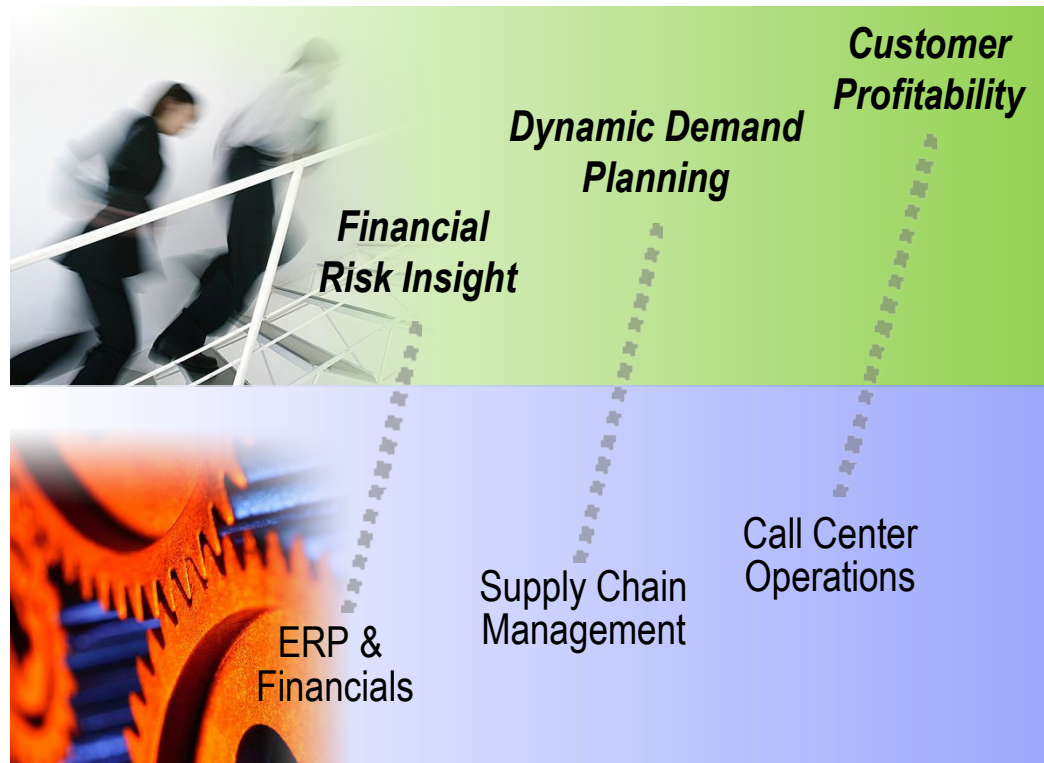 Customer
Profitability
Dynamic Demand
Planning
Financial
Risk Insight
Call Center
Operations
Supply Chain
Management
ERP &
Financials